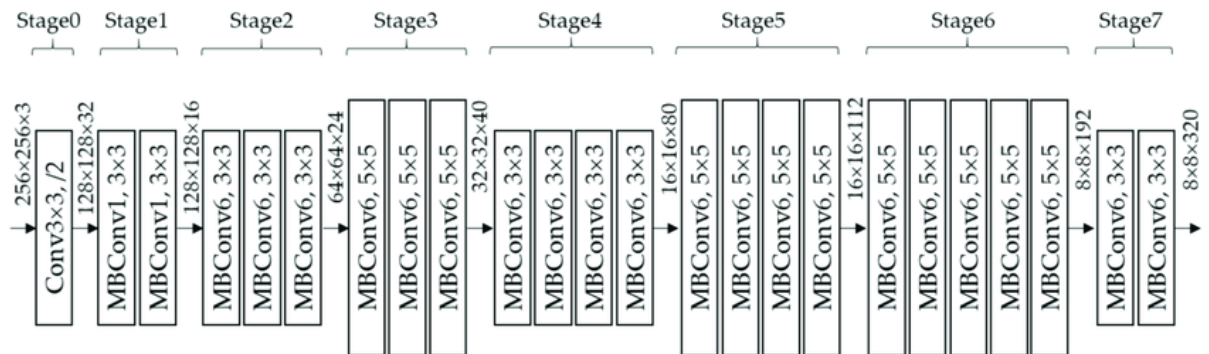 Stage0 Stage1 Stage2 Stage3 Stage4 Stage5 Stage6 Stage7
256×256×3
Conv3×3, /2
128×128×32
MBConv1, 3×3
MBConv1, 3×3
128×128×16
MBConv6, 3×3
MBConv6, 3×3
MBConv6, 3×3
64×64×24
MBConv6, 5×5
MBConv6, 5×5
MBConv6, 5×5
32×32×40
MBConv6, 3×3
MBConv6, 3×3
MBConv6, 3×3
MBConv6, 3×3
16×16×80
MBConv6, 5×5
MBConv6, 5×5
MBConv6, 5×5
MBConv6, 5×5
16×16×112
MBConv6, 5×5
MBConv6, 5×5
MBConv6, 5×5
MBConv6, 5×5
MBConv6, 5×5
8×8×192
MBConv6, 3×3
MBConv6, 3×3
8×8×320